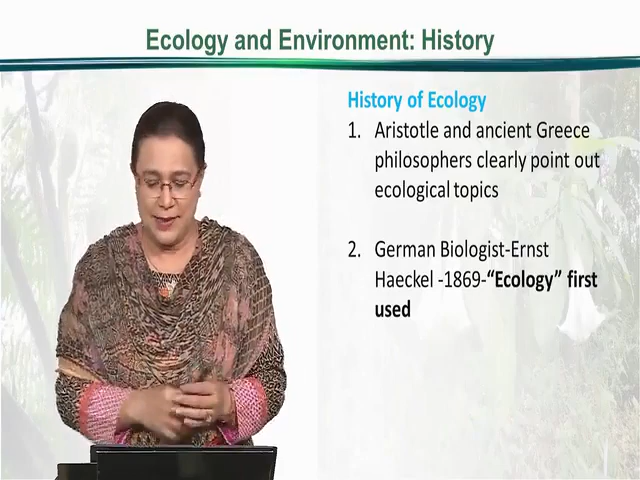 Ecology and Environment: History
History of Ecology
1. Aristotle and ancient Greece
philosophers clearly point out
ecological topics
2. German Biologist-Ernst
Haeckel -1869-“Ecology” first
used